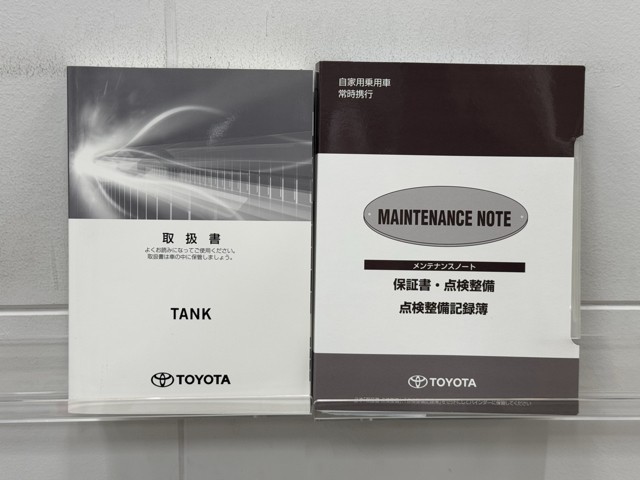 取扱書
よくお読みになってご使用ください。
取扱書は車の中に保管しましょう。
TANK
TOYOTA
自家用乗用車
常時携行
MAINTENANCE NOTE
メンテナンスノート
保証書・点検整備
点検整備記録簿
TOYOTA